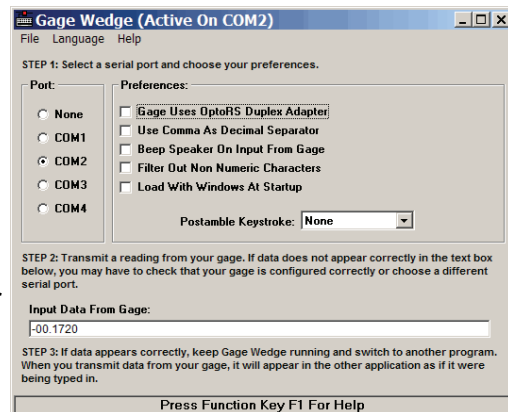 Gage Wedge (Active On COM2)
File Language Help
STEP 1: Select a serial port and choose your preferences.
Port:
None
COM1
COM2
COM3
COM4
Preferences:
Gage Uses OptoRS Duplex Adapter
Use Comma As Decimal Separator
Beep Speaker On Input From Gage
Filter Out Non Numeric Characters
Load With Windows At Startup
Postamble Keystroke: None
STEP 2: Transmit a reading from your gage. If data does not appear correctly in the text box
below, you may have to check that your gage is configured correctly or choose a different
serial port.
Input Data From Gage:
-00.1720
STEP 3: If data appears correctly, keep Gage Wedge running and switch to another program.
When you transmit data from your gage, it will appear in the other application as if it were
being typed in.
Press Function Key F1 For Help